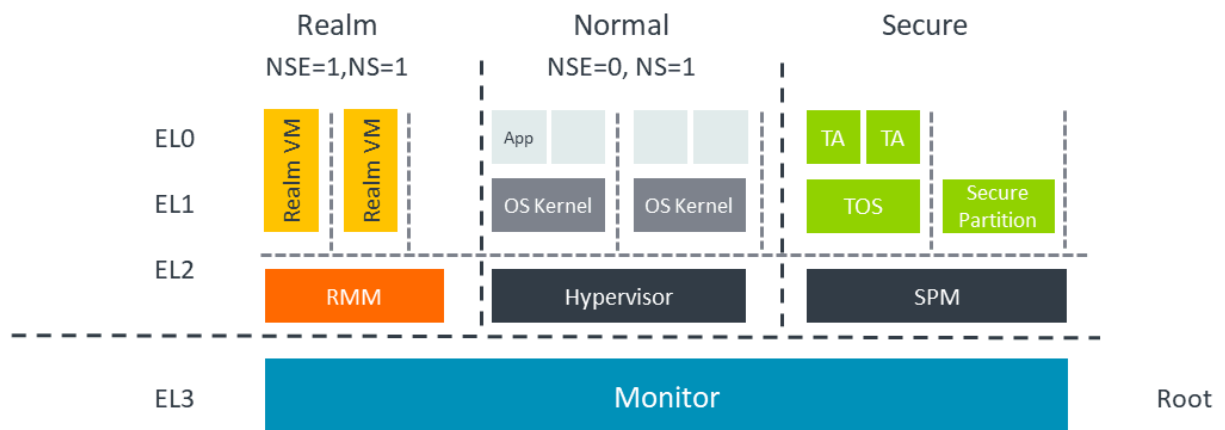 Realm Normal Secure
NSE=1,NS=1 NSE=0, NS=1
EL0 Realm VM Realm VM App TA TA
EL1 OS Kernel OS Kernel TOS Secure Partition
EL2 RMM Hypervisor SPM
EL3 Monitor Root